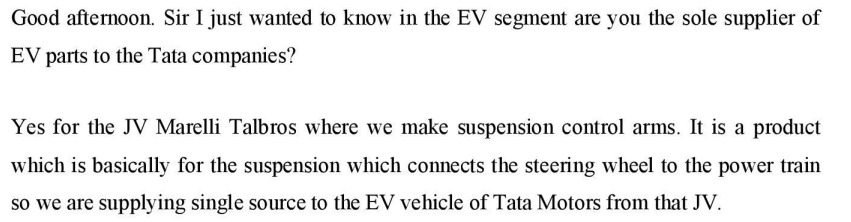 Good afternoon. Sir I just wanted to know in the EV segment are you the sole supplier of
EV parts to the Tata companies?
Yes for the JV Marelli Talbros where we make suspension control arms. It is a product
which is basically for the suspension which connects the steering wheel to the power train
so we are supplying single source to the EV vehicle of Tata Motors from that JV.